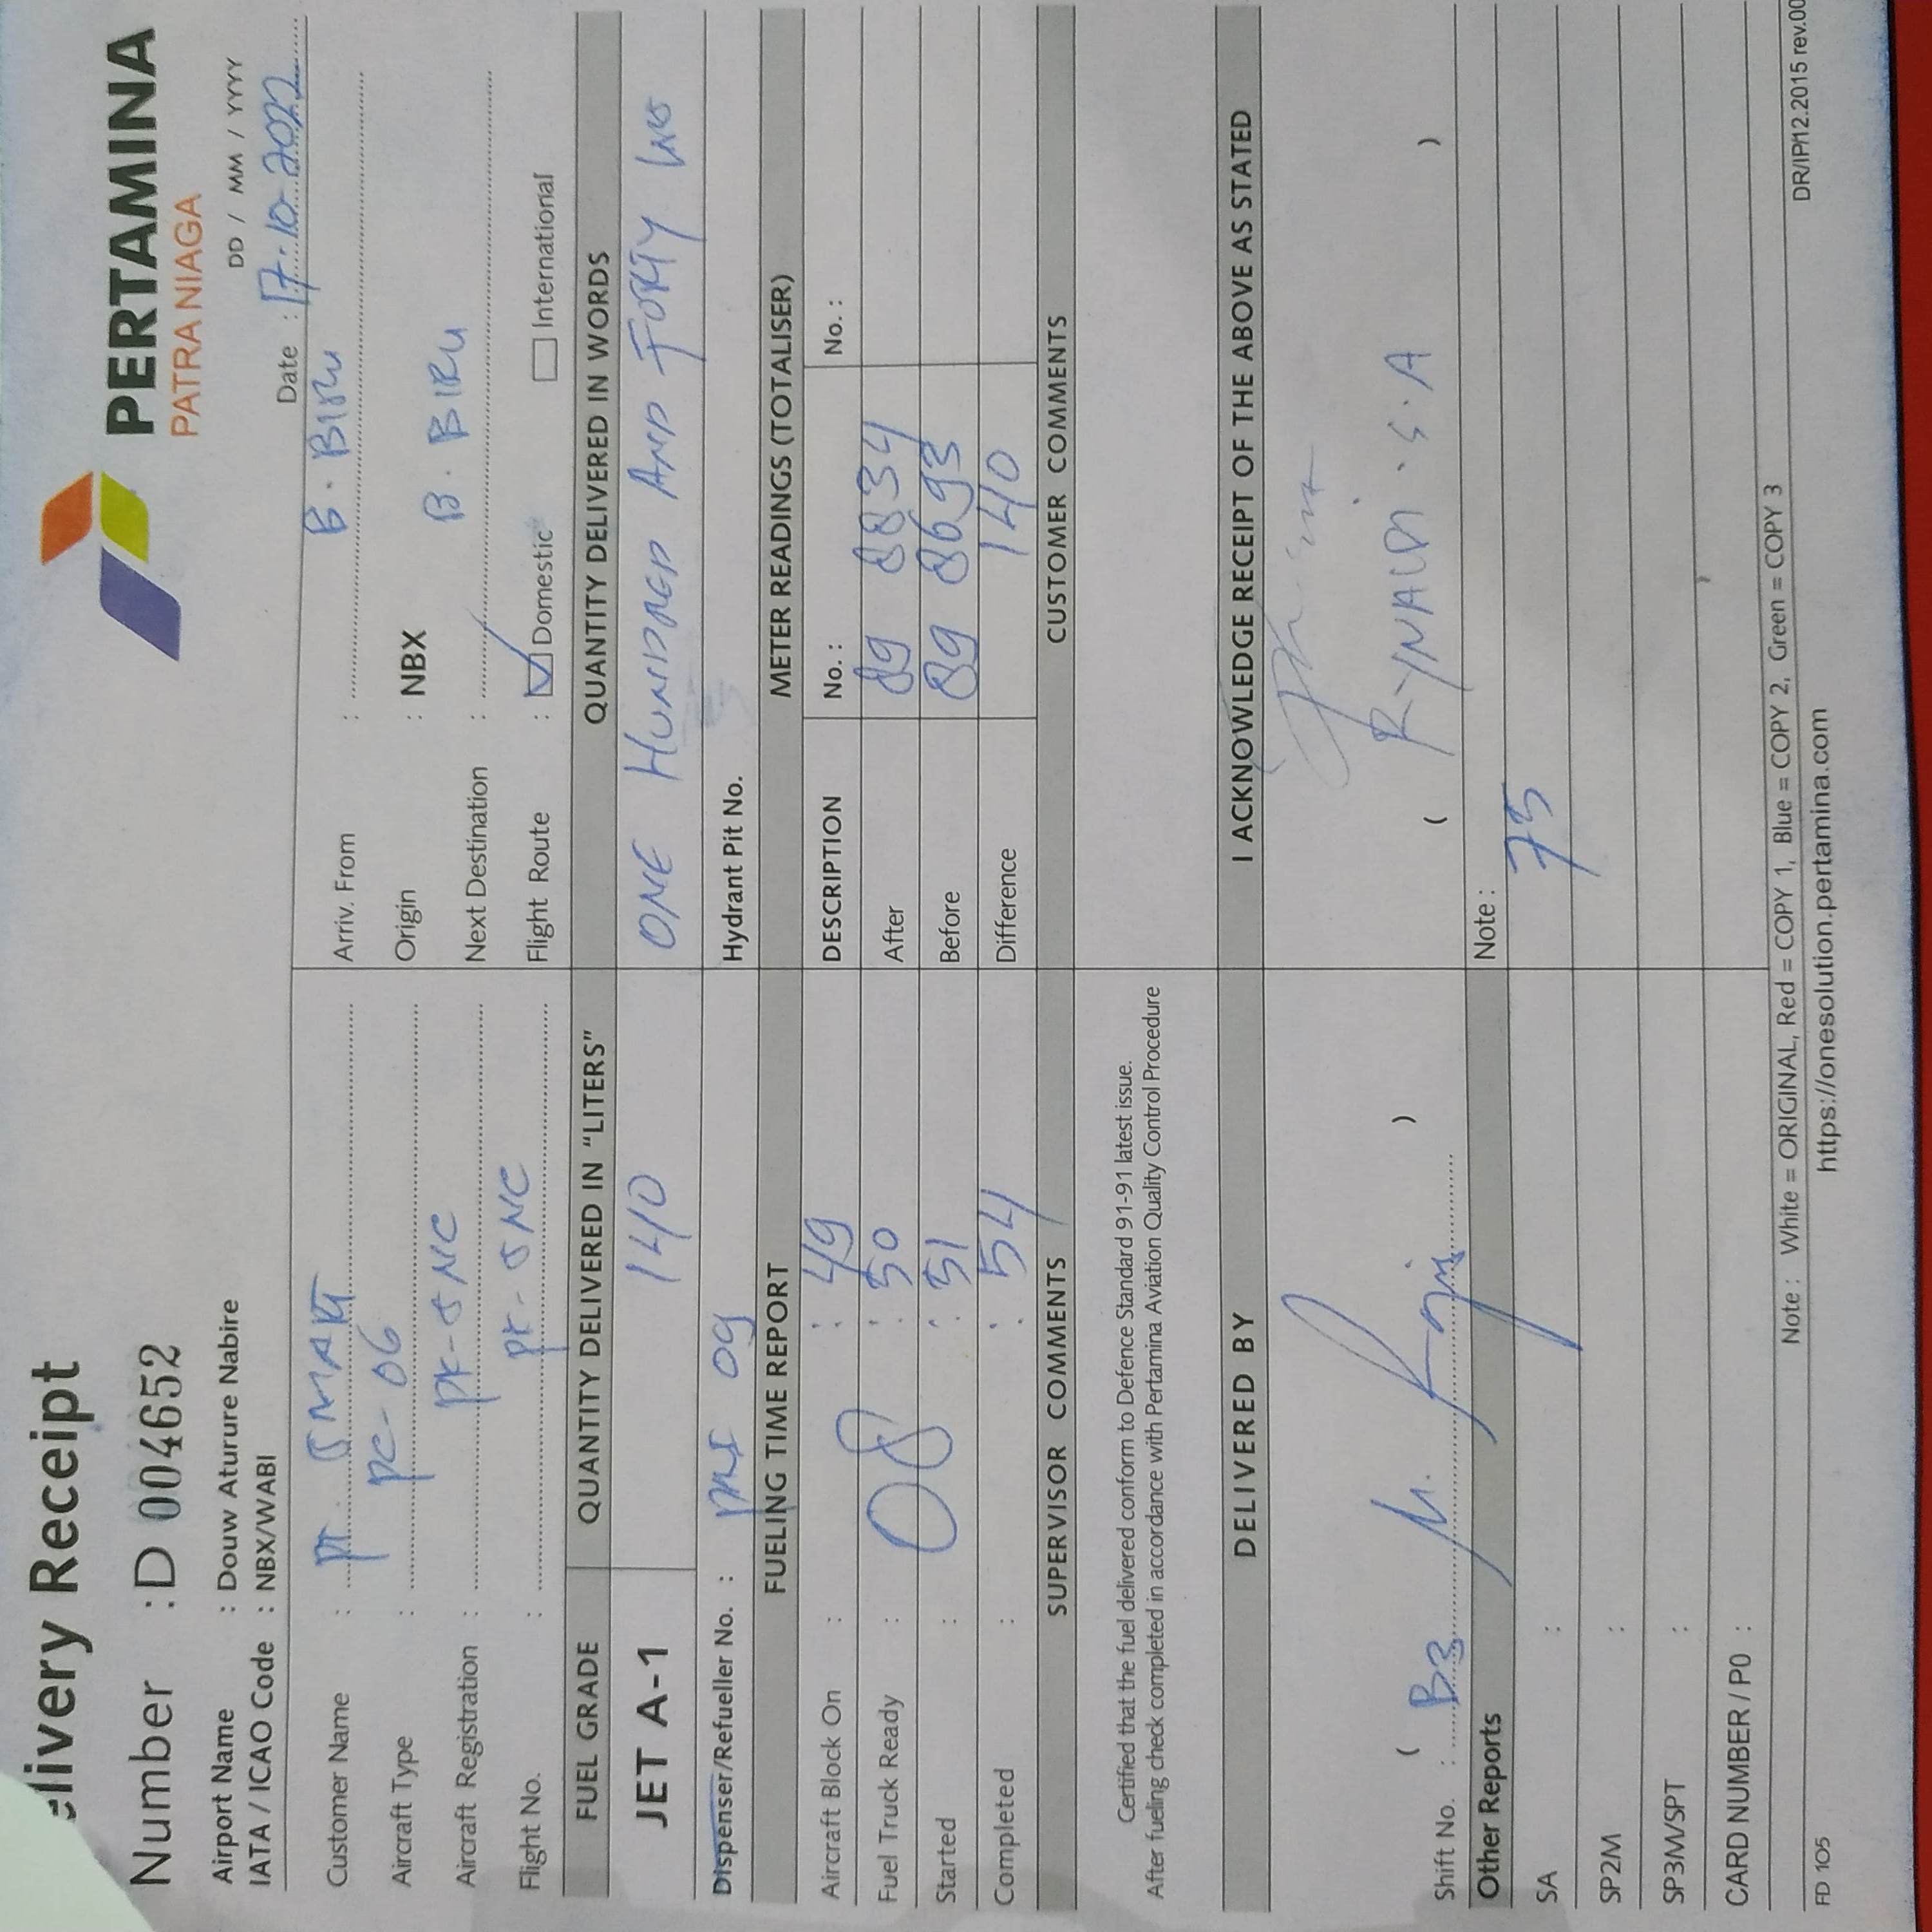 elivery Receipt
PERTAMINA
PATRA NIAGA
Number : D 004652
DD / MM / YYYY
Airport Name : Douw Aturure Nabire
Date : 17-10-2022
IATA / ICAO Code : NBX/WABI
Customer Name : PT. SMART
Arriv. From : B. BIRU
Aircraft Type : PC-06
Origin : NBX
Aircraft Registration : PK-SNC
Next Destination : B. BIRU
Flight No. : PK-SNC
Flight Route : ☑ Domestic ☐ International
FUEL GRADE QUANTITY DELIVERED IN "LITERS" QUANTITY DELIVERED IN WORDS
JET A-1 140 ONE HUNDRED AND FORTY
Dispenser/Refueller No. : 09 Hydrant Pit No.
FUELING TIME REPORT METER READINGS (TOTALISER)
Aircraft Block On : : 49 DESCRIPTION No. : No. :
Fuel Truck Ready : 08 : 50 After 89 8834
Started : : 51 Before 89 8693
Completed : : 54 Difference 140
SUPERVISOR COMMENTS CUSTOMER COMMENTS
Certified that the fuel delivered conform to Defence Standard 91-91 latest issue.
After fueling check completed in accordance with Pertamina Aviation Quality Control Procedure
DELIVERED BY I ACKNOWLEDGE RECEIPT OF THE ABOVE AS STATED
( ) ( RYNALDI . S . A )
Shift No. : B3 M.
Other Reports Note :
SA : 75
SP2M :
SP3M/SPT :
CARD NUMBER / P0 :
Note : White = ORIGINAL, Red = COPY 1, Blue = COPY 2, Green = COPY 3
FD 105 https://onesolution.pertamina.com DR/IP/12.2015 rev.00